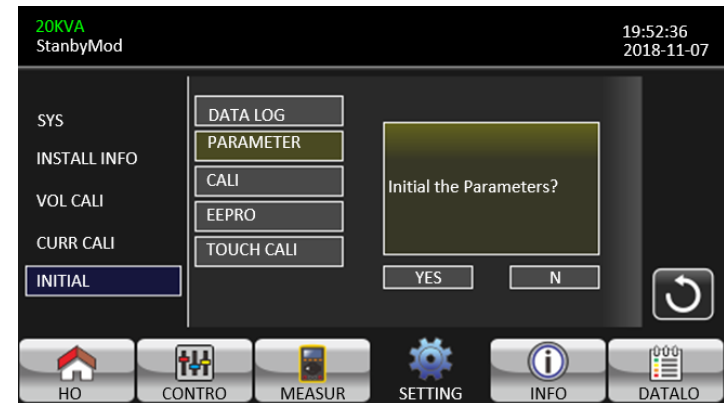 20KVA
StanbyMod
19:52:36
2018-11-07
SYS
INSTALL INFO
VOL CALI
CURR CALI
INITIAL
DATA LOG
PARAMETER
CALI
EEPRO
TOUCH CALI
Initial the Parameters?
YES
N
HO
CONTRO
MEASUR
SETTING
INFO
DATALO